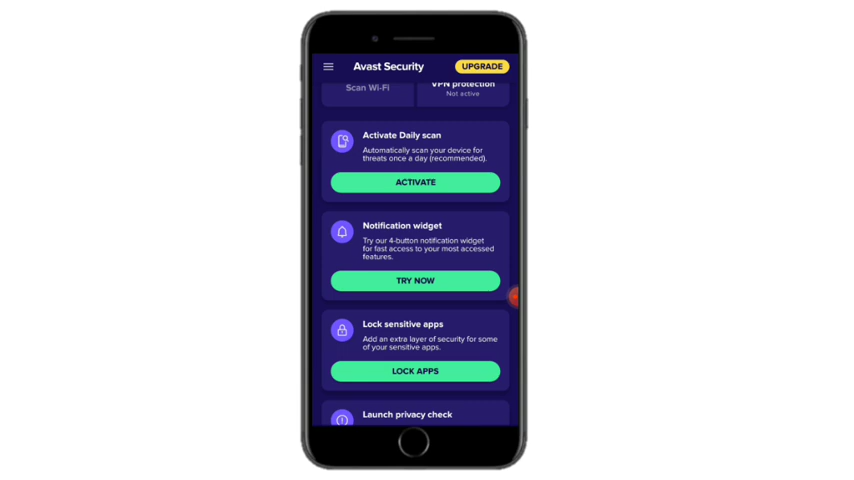 Avast Security
UPGRADE
Scan Wi-Fi
VPN protection
Not active
Activate Daily scan
Automatically scan your device for
threats once a day (recommended).
ACTIVATE
Notification widget
Try our 4-button notification widget
for fast access to your most accessed
features.
TRY NOW
Lock sensitive apps
Add an extra layer of security for some
of your sensitive apps.
LOCK APPS
Launch privacy check